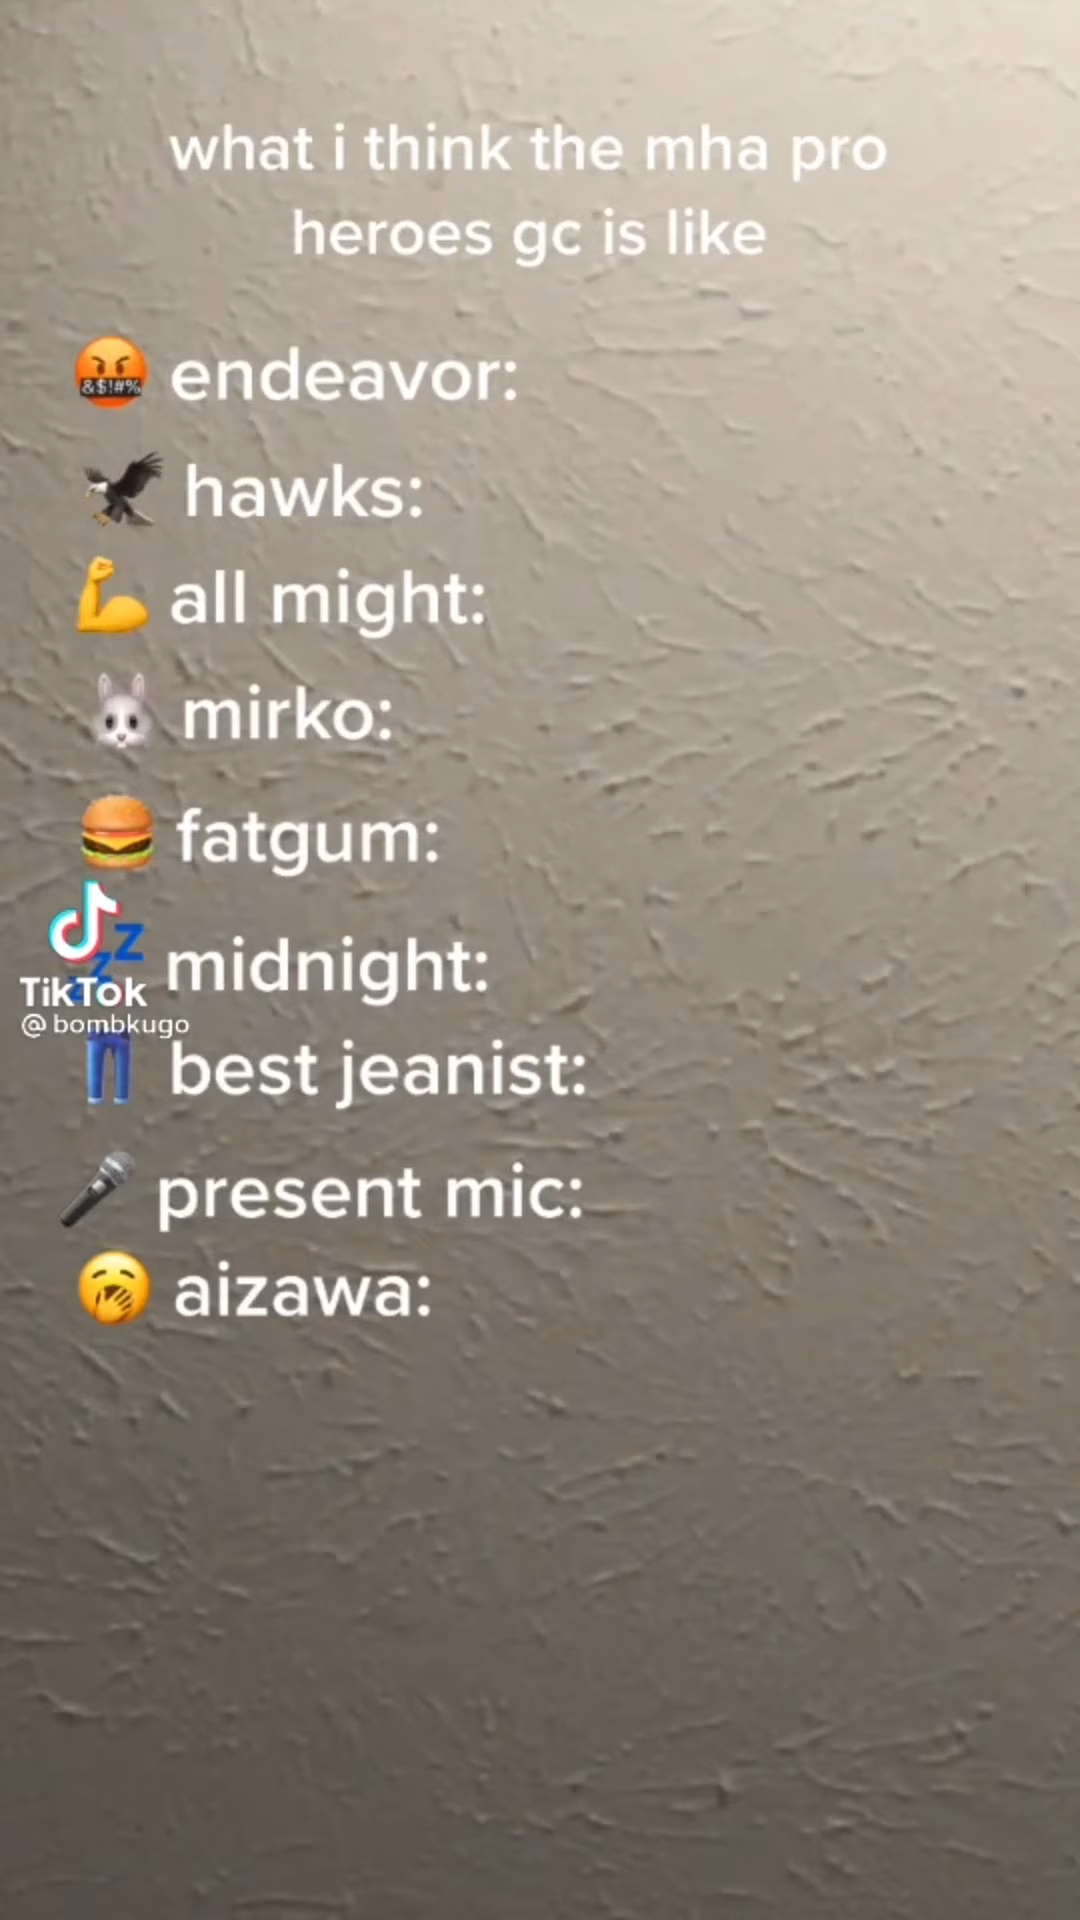 what i think the mha pro
heroes gc is like
🤬 endeavor:
🦅 hawks:
💪 all might:
🐰 mirko:
🍔 fatgum:
💤 midnight:
TikTok
@bombkugo
👖 best jeanist:
🎤 present mic:
🥱 aizawa: